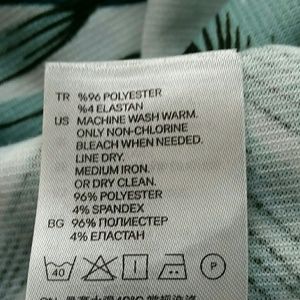 TR %96 POLYESTER
%4 ELASTAN
US MACHINE WASH WARM.
ONLY NON-CHLORINE
BLEACH WHEN NEEDED.
LINE DRY.
MEDIUM IRON.
OR DRY CLEAN.
96% POLYESTER
4% SPANDEX
BG 96% ПОЛИЕСТЕР
4% ЕЛАСТАН
40 P